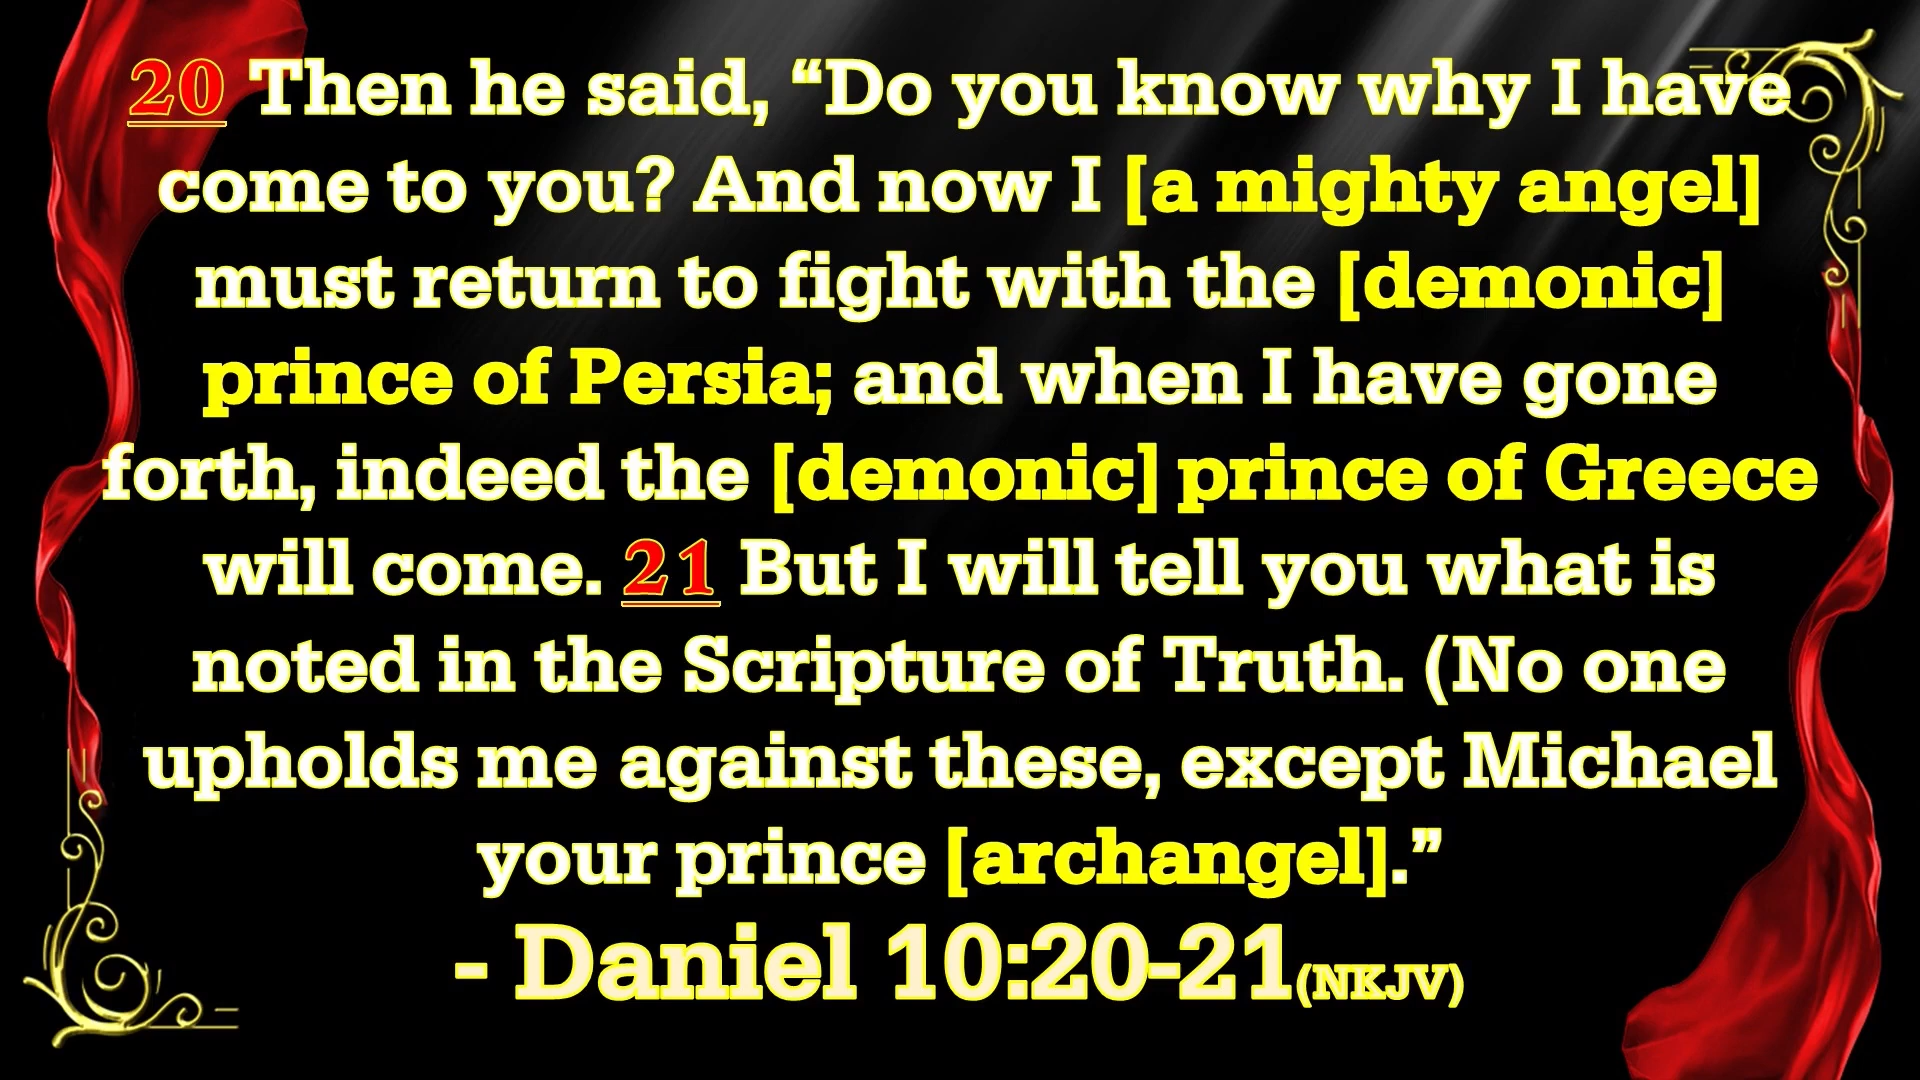 20 Then he said, “Do you know why I have
come to you? And now I [a mighty angel]
must return to fight with the [demonic]
prince of Persia; and when I have gone
forth, indeed the [demonic] prince of Greece
will come. 21 But I will tell you what is
noted in the Scripture of Truth. (No one
upholds me against these, except Michael
your prince [archangel].”
- Daniel 10:20-21(NKJV)